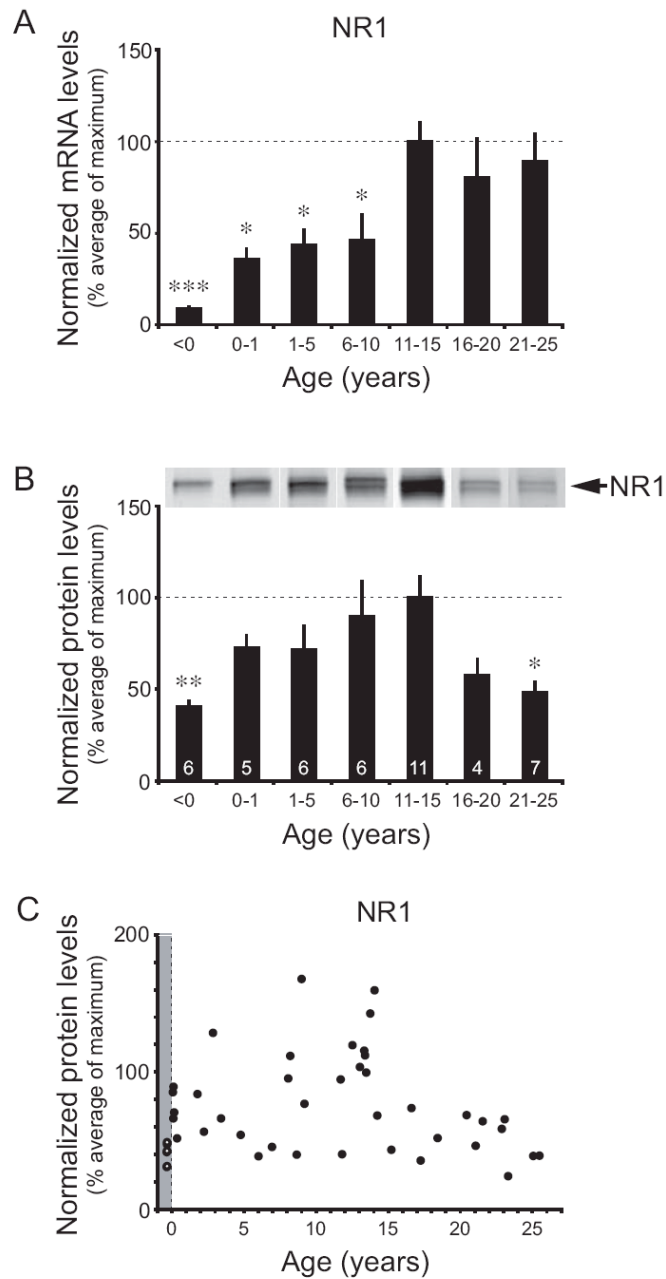 A
NR1
Normalized mRNA levels
(% average of maximum)
150
100
50
0
***
*
*
*
<0 0-1 1-5 6-10 11-15 16-20 21-25
Age (years)
B
NR1
Normalized protein levels
(% average of maximum)
150
100
50
0
**
*
6 5 6 6 11 4 7
<0 0-1 1-5 6-10 11-15 16-20 21-25
Age (years)
C
NR1
Normalized protein levels
(% average of maximum)
200
100
0
0 5 10 15 20 25
Age (years)